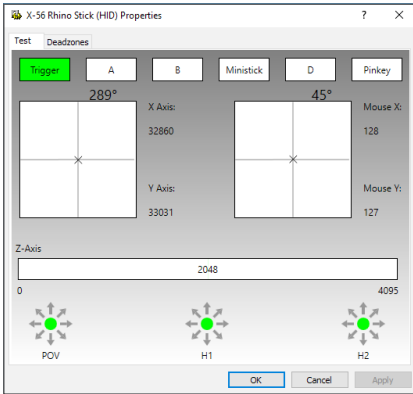 X-56 Rhino Stick (HID) Properties ? ×
Test Deadzones
Trigger A B Ministick D Pinkey
289° 45°
X Axis: Mouse X:
32860 128
Y Axis: Mouse Y:
33031 127
Z-Axis
2048
0 4095
POV H1 H2
OK Cancel Apply